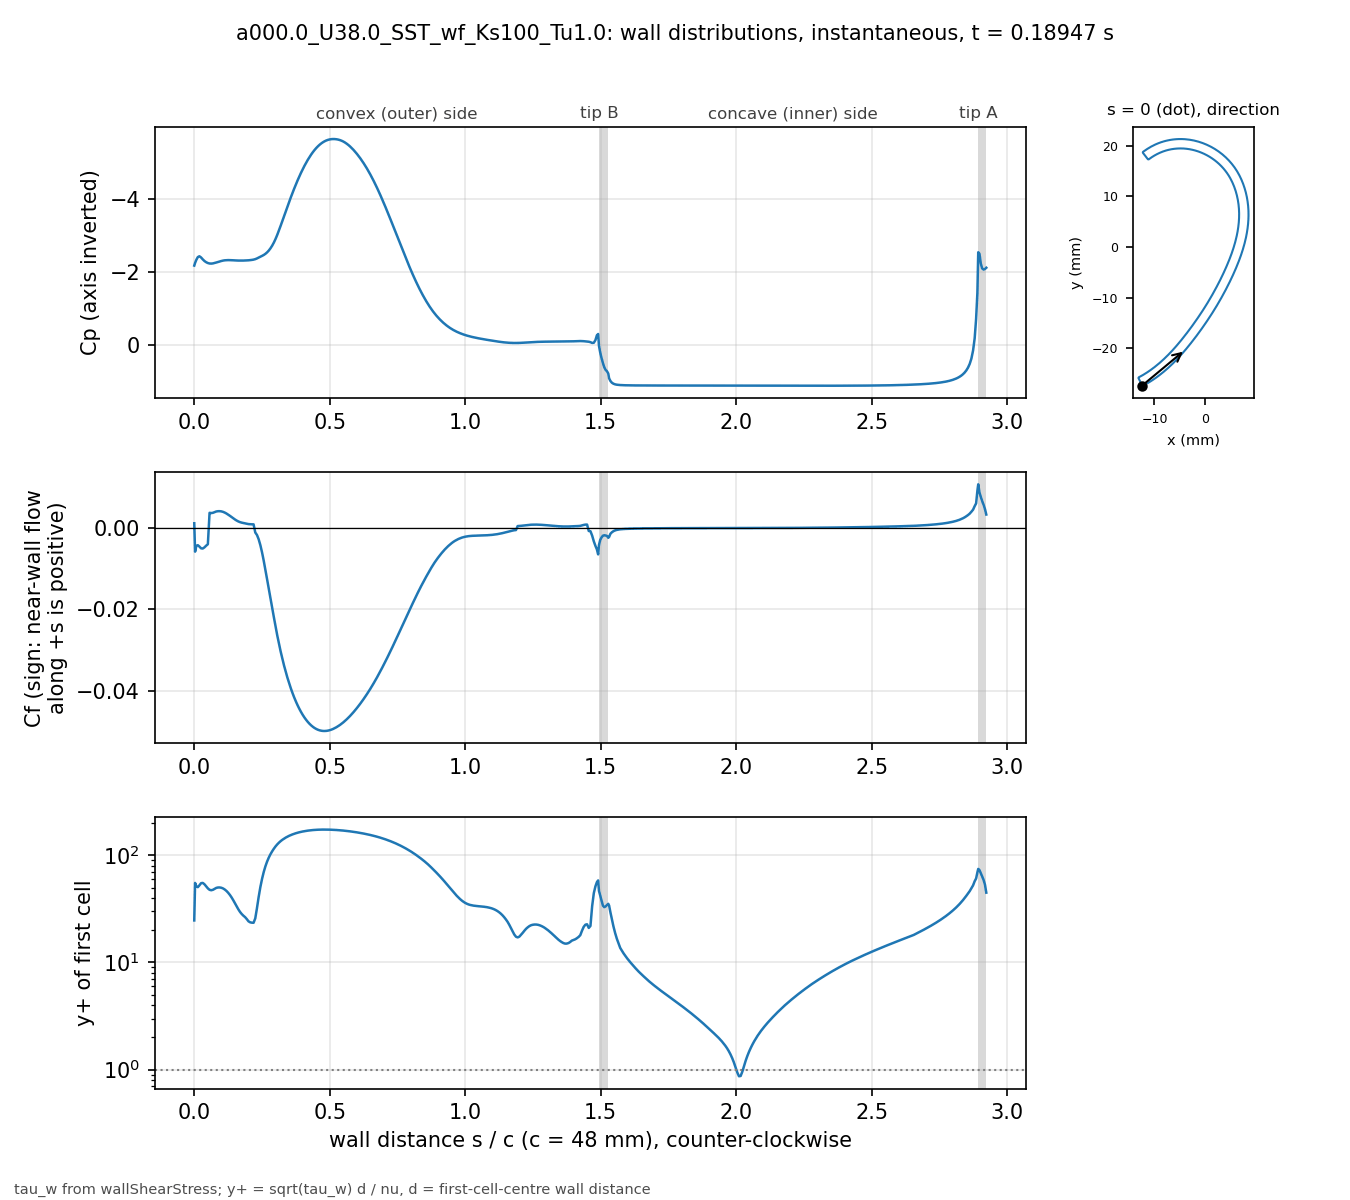 a000.0_U38.0_SST_wf_Ks100_Tu1.0: wall distributions, instantaneous, t = 0.18947 s
convex (outer) side
tip B
concave (inner) side
tip A
s = 0 (dot), direction
Cp (axis inverted)
−4
−2
0
0.0
0.5
1.0
1.5
2.0
2.5
3.0
y (mm)
20
10
0
−10
−20
−10
0
x (mm)
Cf (sign: near-wall flow
along +s is positive)
0.00
−0.02
−0.04
0.0
0.5
1.0
1.5
2.0
2.5
3.0
y+ of first cell
10²
10¹
10⁰
0.0
0.5
1.0
1.5
2.0
2.5
3.0
wall distance s / c (c = 48 mm), counter-clockwise
tau_w from wallShearStress; y+ = sqrt(tau_w) d / nu, d = first-cell-centre wall distance